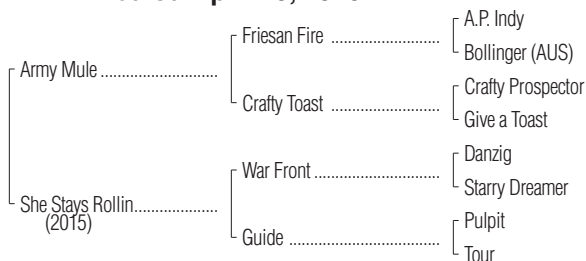 A.P. Indy
Friesan Fire
Bollinger (AUS)
Army Mule
Crafty Prospector
Crafty Toast
Give a Toast
Danzig
War Front
Starry Dreamer
She Stays Rollin
(2015)
Pulpit
Guide
Tour